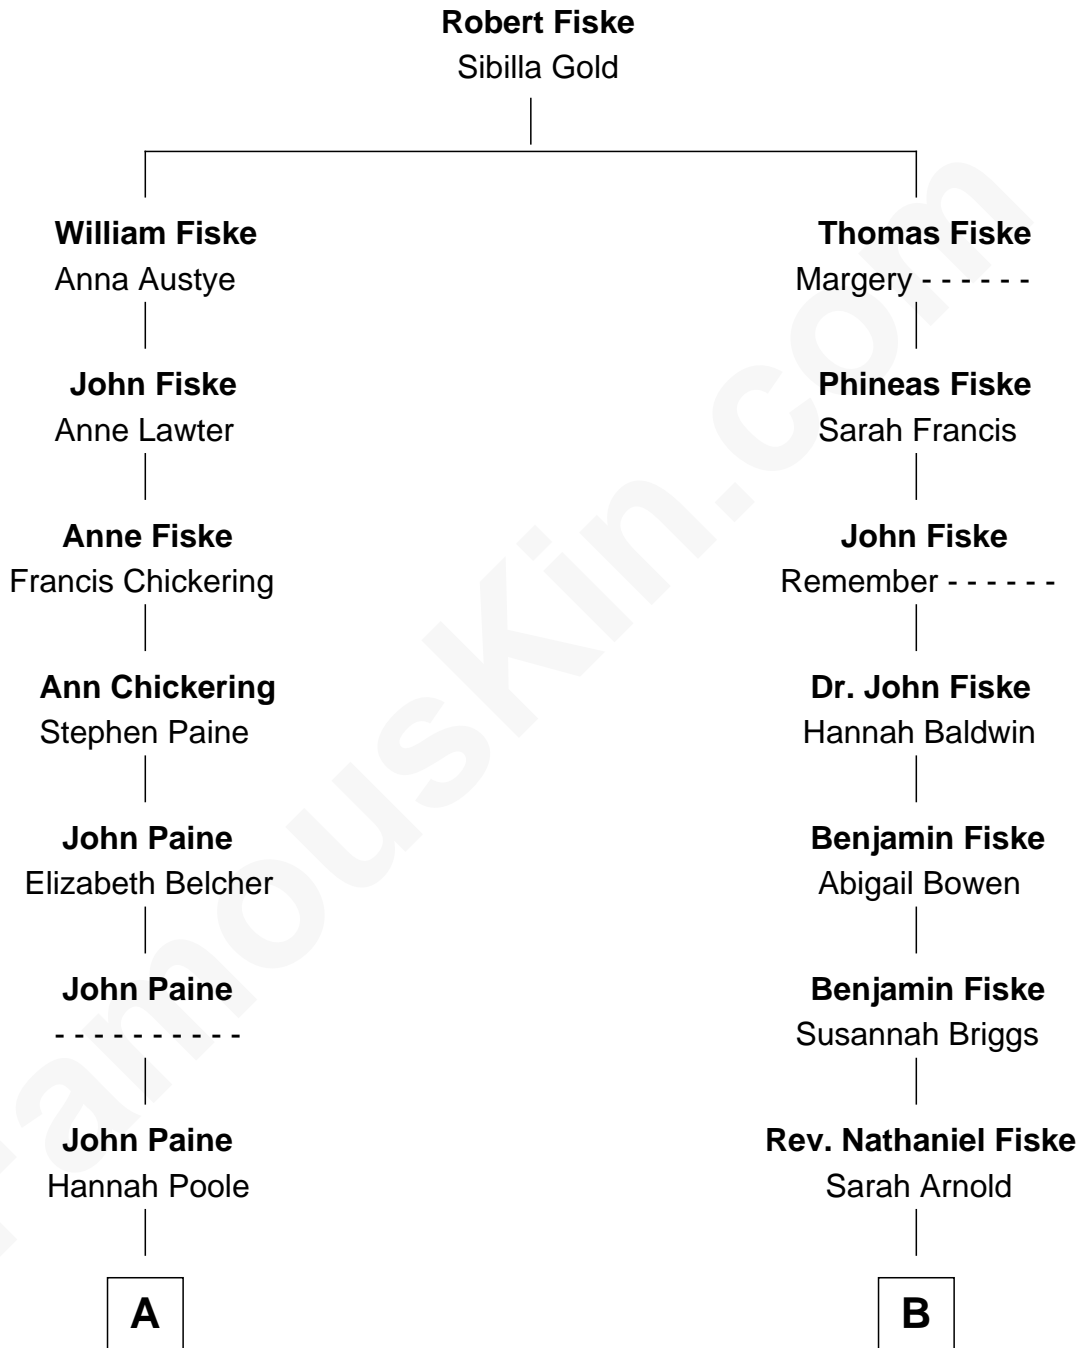 Robert Fiske
Sibilla Gold
William Fiske
Anna Austye
Thomas Fiske
Margery - - - - - -
John Fiske
Anne Lawter
Phineas Fiske
Sarah Francis
Anne Fiske
Francis Chickering
John Fiske
Remember - - - - - -
Ann Chickering
Stephen Paine
Dr. John Fiske
Hannah Baldwin
John Paine
Elizabeth Belcher
Benjamin Fiske
Abigail Bowen
John Paine
- - - - - - - - - -
Benjamin Fiske
Susannah Briggs
John Paine
Hannah Poole
Rev. Nathaniel Fiske
Sarah Arnold
A
B
FamousKin.com